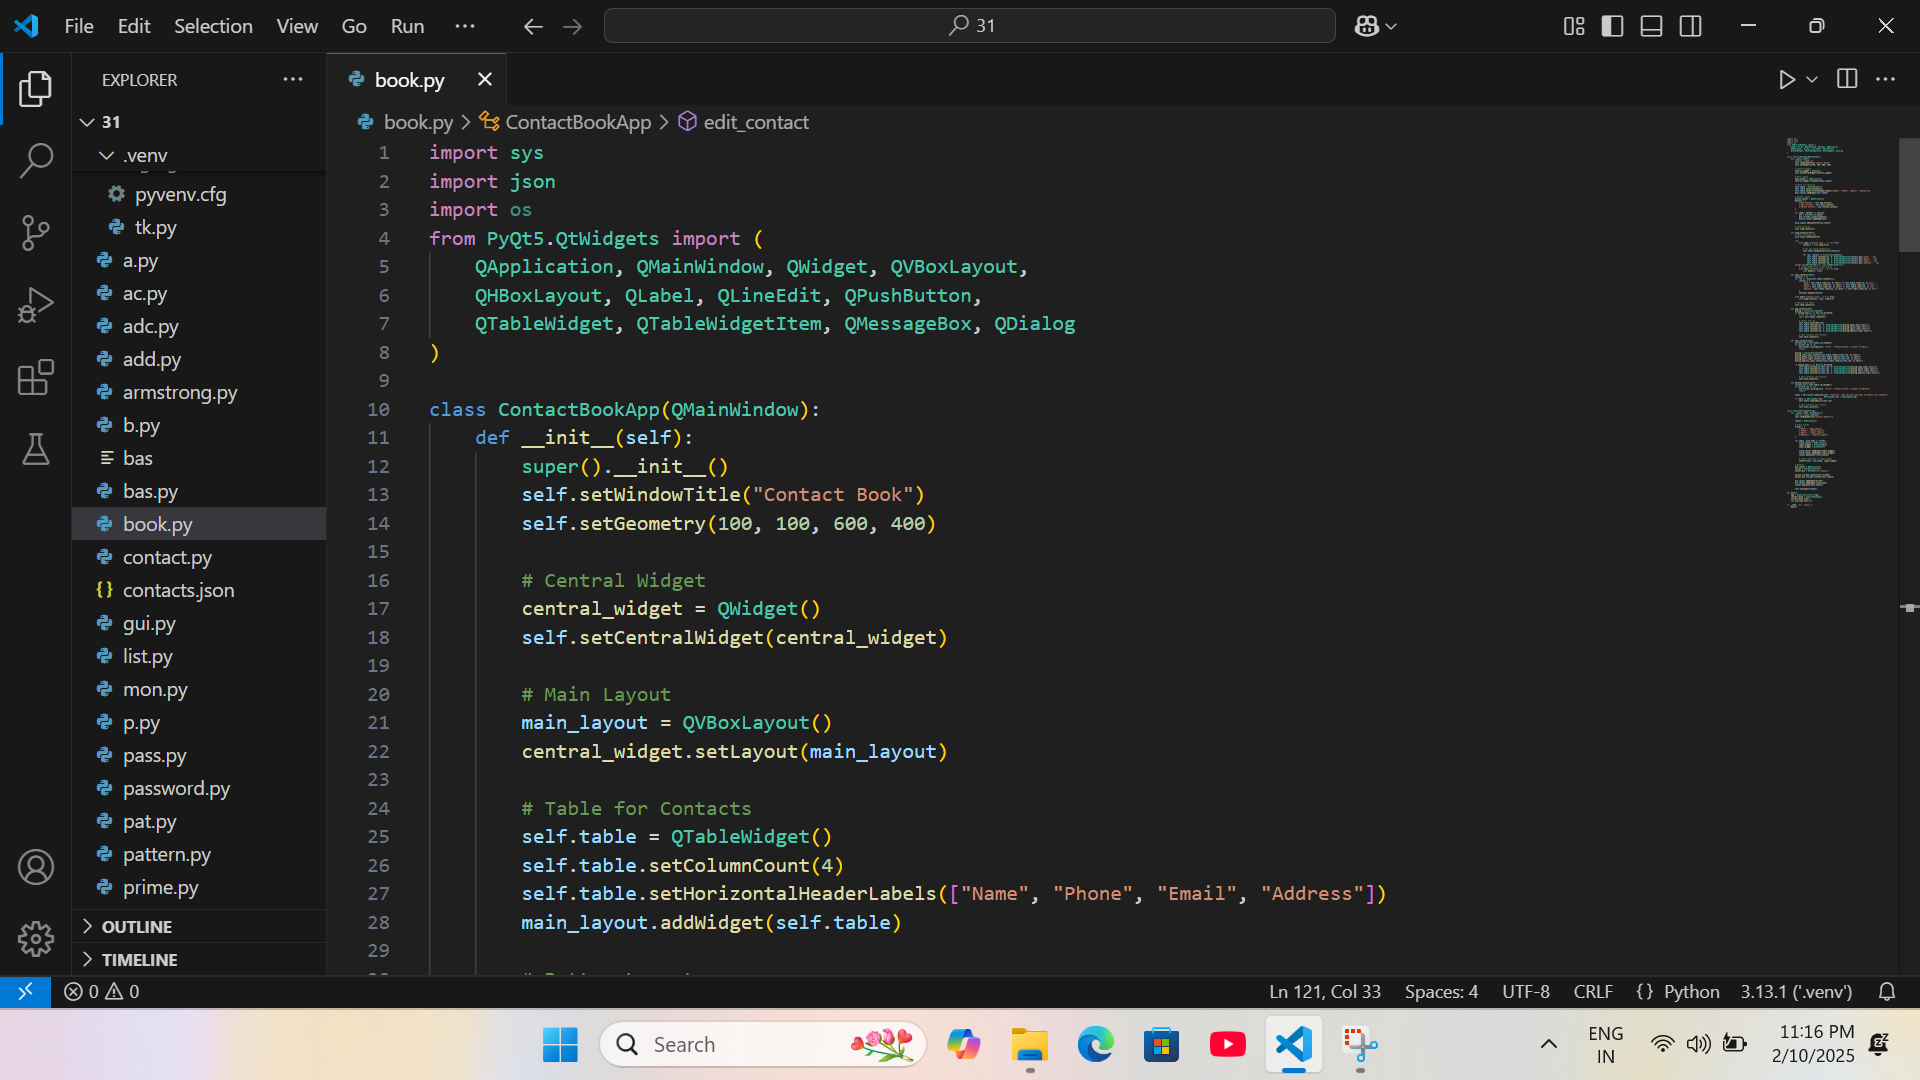 File Edit Selection View Go Run ...
31
EXPLORER
book.py
31
.venv
pyvenv.cfg
tk.py
a.py
ac.py
adc.py
add.py
armstrong.py
b.py
bas
bas.py
book.py
contact.py
contacts.json
gui.py
list.py
mon.py
p.py
pass.py
password.py
pat.py
pattern.py
prime.py
OUTLINE
TIMELINE
book.py > ContactBookApp > edit_contact
1 import sys
2 import json
3 import os
4 from PyQt5.QtWidgets import (
5     QApplication, QMainWindow, QWidget, QVBoxLayout,
6     QHBoxLayout, QLabel, QLineEdit, QPushButton,
7     QTableWidget, QTableWidgetItem, QMessageBox, QDialog
8 )
9
10 class ContactBookApp(QMainWindow):
11     def __init__(self):
12         super().__init__()
13         self.setWindowTitle("Contact Book")
14         self.setGeometry(100, 100, 600, 400)
15
16         # Central Widget
17         central_widget = QWidget()
18         self.setCentralWidget(central_widget)
19
20         # Main Layout
21         main_layout = QVBoxLayout()
22         central_widget.setLayout(main_layout)
23
24         # Table for Contacts
25         self.table = QTableWidget()
26         self.table.setColumnCount(4)
27         self.table.setHorizontalHeaderLabels(["Name", "Phone", "Email", "Address"])
28         main_layout.addWidget(self.table)
29
0 0
Ln 121, Col 33 Spaces: 4 UTF-8 CRLF {} Python 3.13.1 ('.venv')
Search
ENG
IN
11:16 PM
2/10/2025